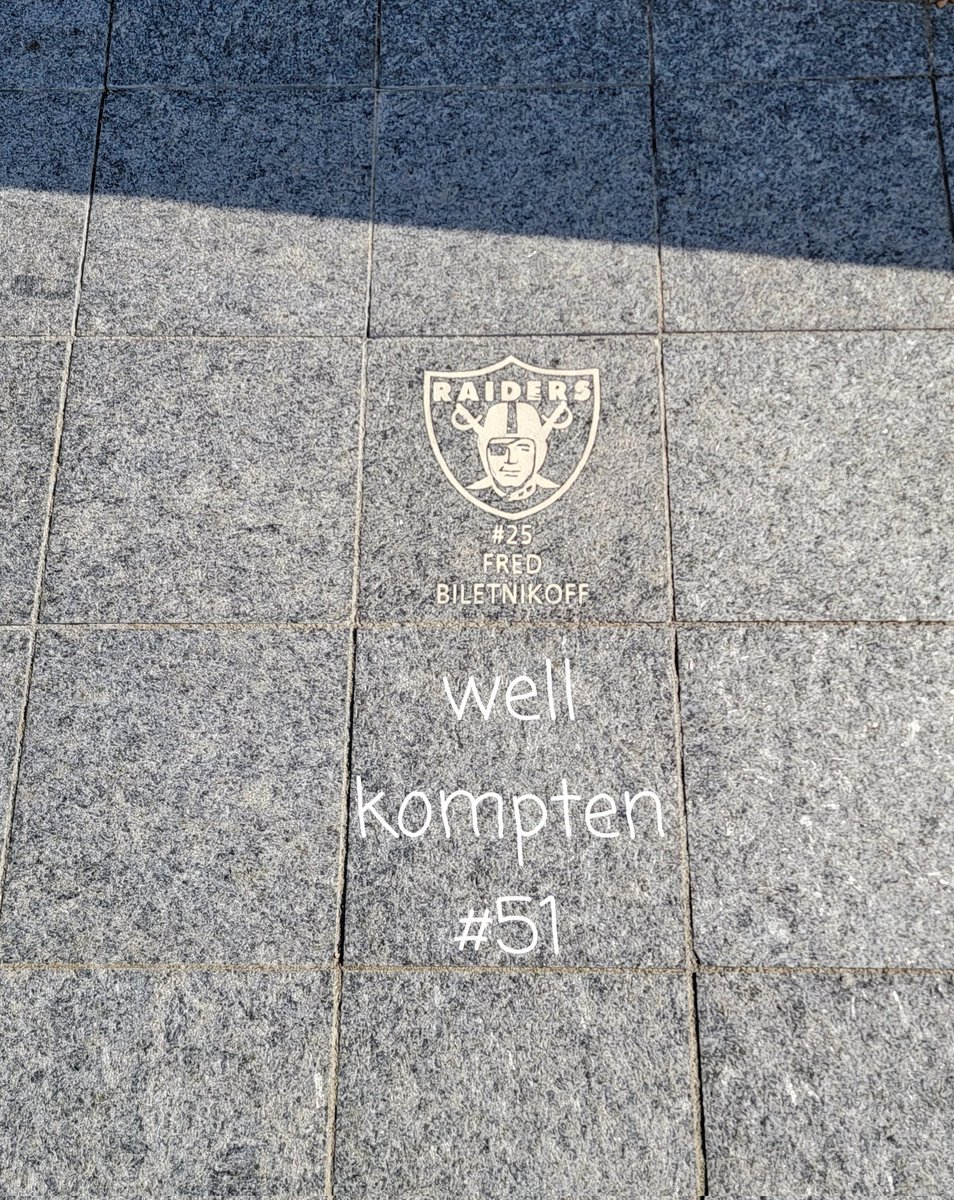 RAIDERS
#25
FRED
BILETNIKOFF
well
kompten
#51